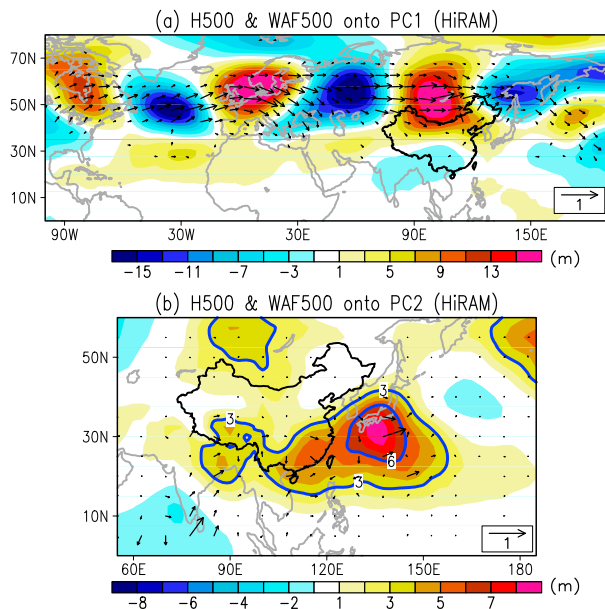 (a) H500 & WAF500 onto PC1 (HiRAM)
70N
50N
30N
10N
1
90W 30W 30E 90E 150E
-15 -11 -7 -3 1 5 9 13 (m)
(b) H500 & WAF500 onto PC2 (HiRAM)
50N
3
3
30N
6
3
10N
1
60E 90E 120E 150E 180
-8 -6 -4 -2 1 3 5 7 (m)